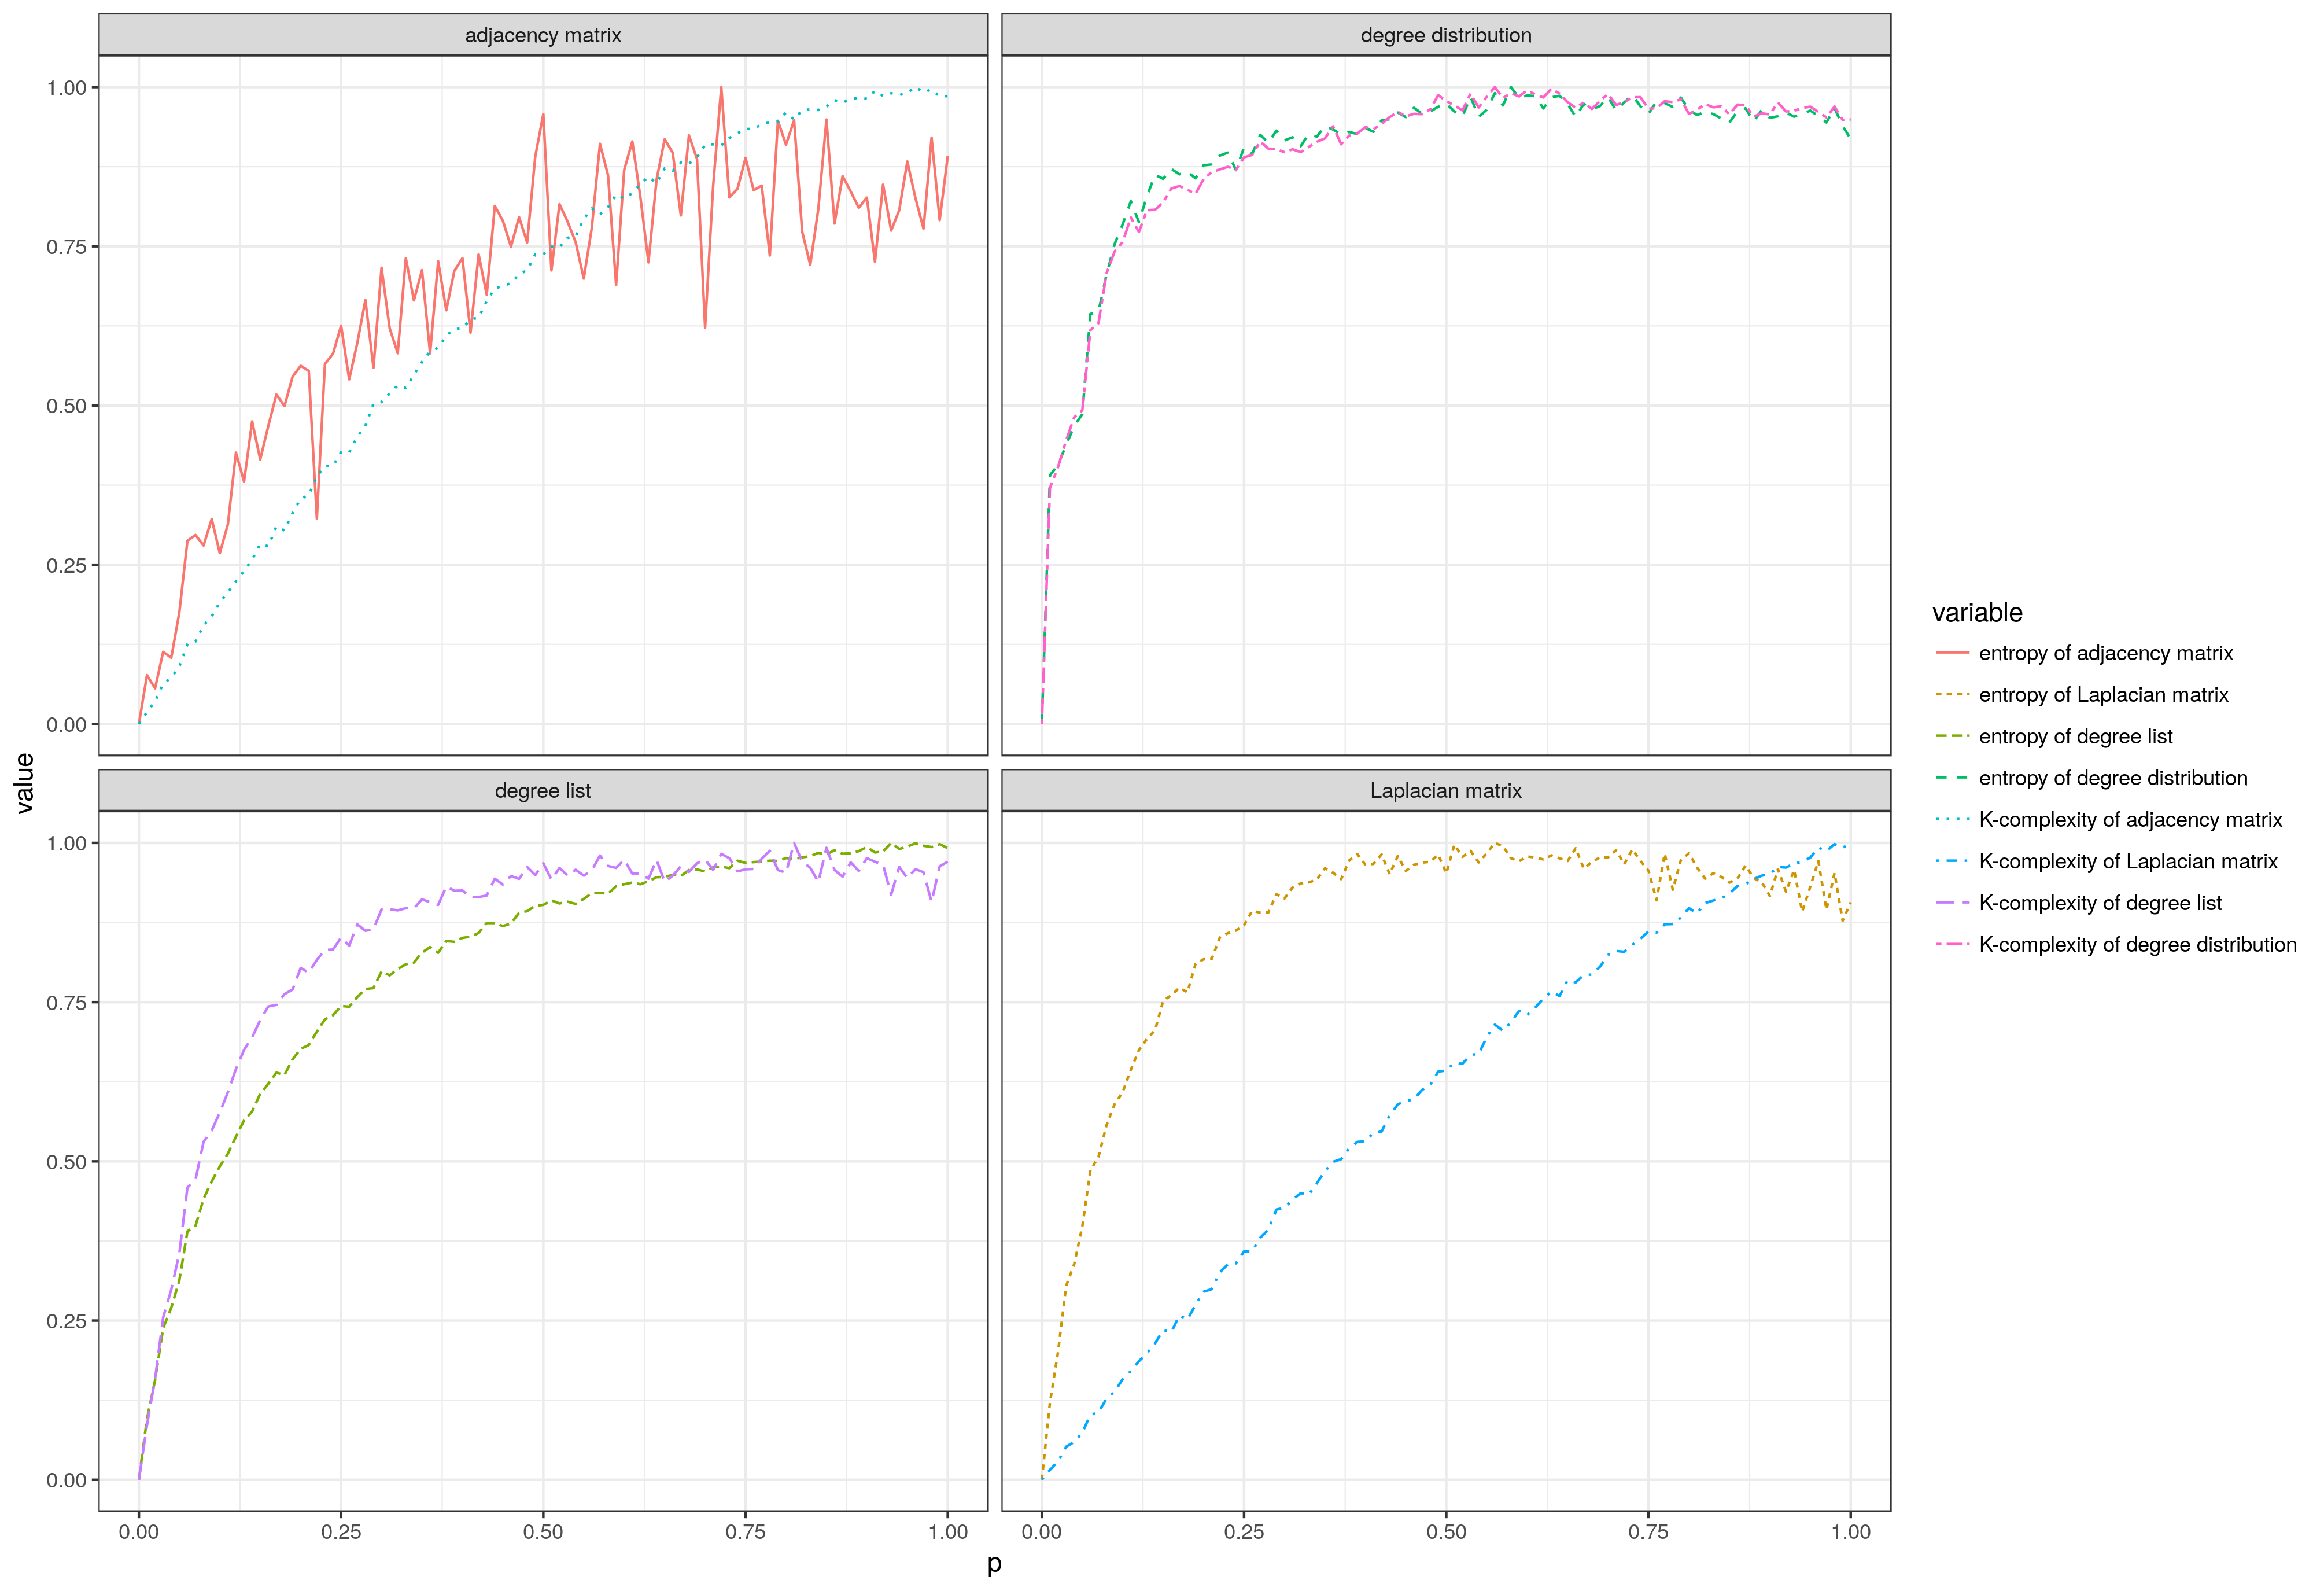 adjacency matrix
degree distribution
1.00
0.75
0.50
0.25
0.00
degree list
Laplacian matrix
1.00
0.75
0.50
0.25
0.00
0.00 0.25 0.50 0.75 1.00
0.00 0.25 0.50 0.75 1.00
value
p
variable
entropy of adjacency matrix
entropy of Laplacian matrix
entropy of degree list
entropy of degree distribution
K-complexity of adjacency matrix
K-complexity of Laplacian matrix
K-complexity of degree list
K-complexity of degree distribution